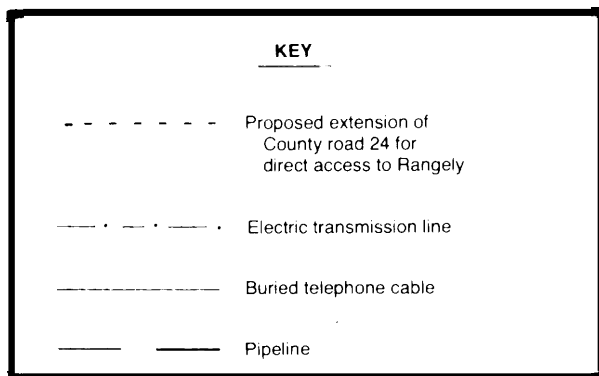 KEY
Proposed extension of
County road 24 for
direct access to Rangely
Electric transmission line
Buried telephone cable
Pipeline